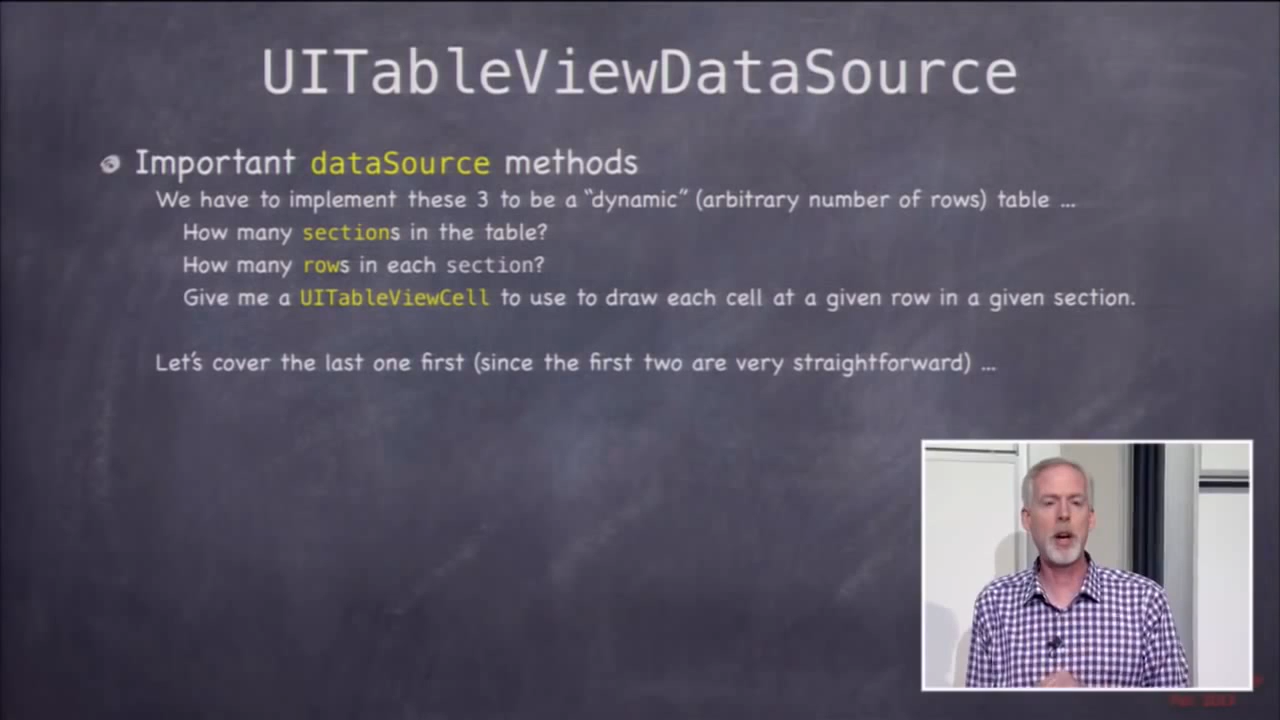 UITableViewDataSource
Important dataSource methods
We have to implement these 3 to be a “dynamic” (arbitrary number of rows) table ...
How many sections in the table?
How many rows in each section?
Give me a UITableViewCell to use to draw each cell at a given row in a given section.
Let's cover the last one first (since the first two are very straightforward) ...